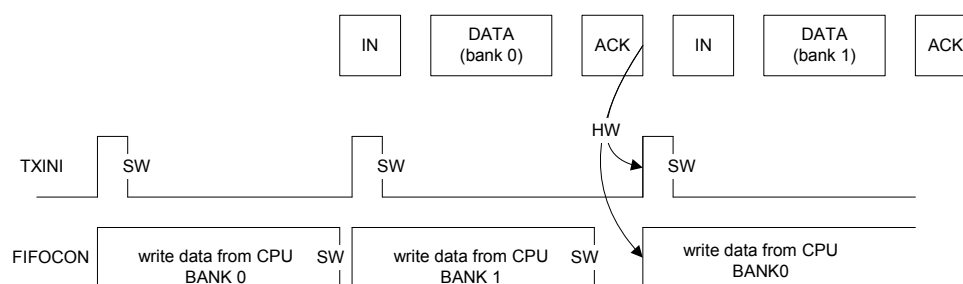 IN
DATA
(bank 0)
ACK
IN
DATA
(bank 1)
ACK
HW
TXINI
SW
SW
SW
FIFOCON
write data from CPU
BANK 0
SW
write data from CPU
BANK 1
SW
write data from CPU
BANK0